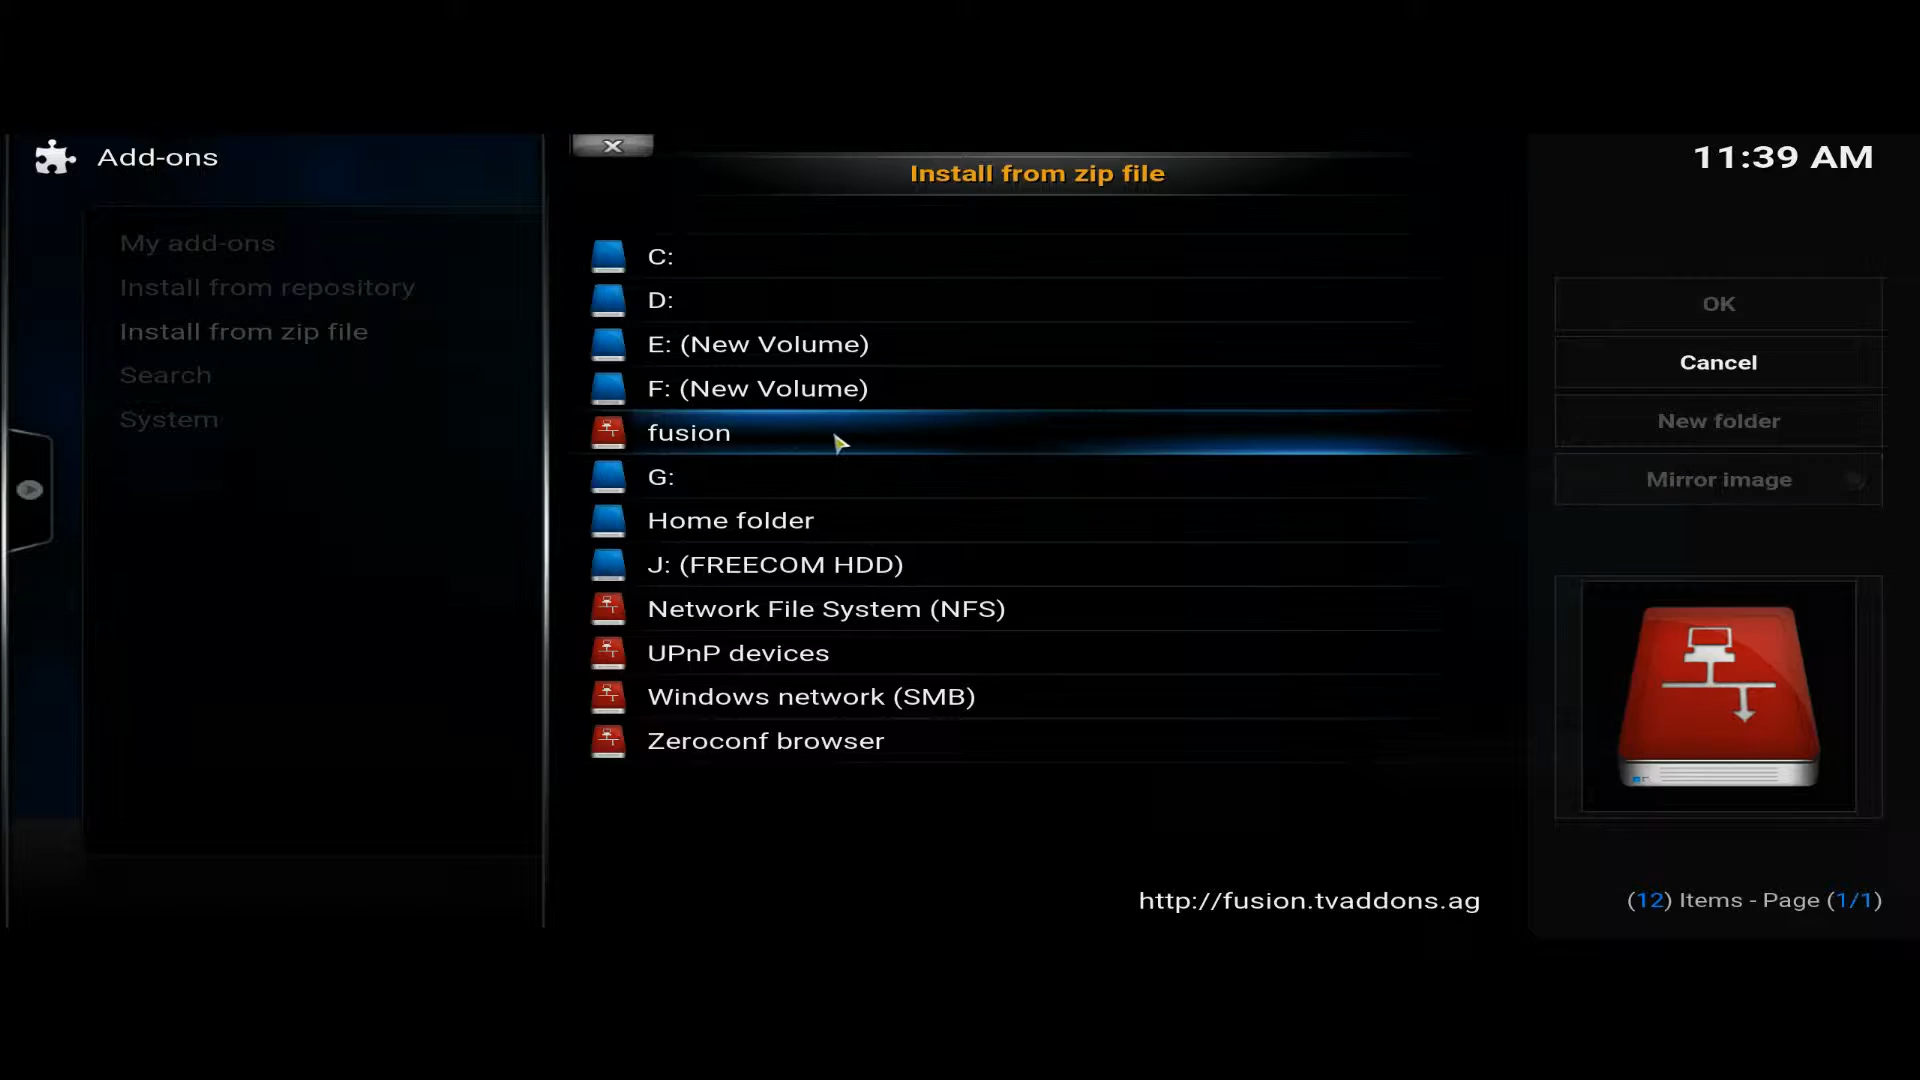 Add-ons
My add-ons
Install from repository
Install from zip file
Search
System
X
Install from zip file
C:
D:
E: (New Volume)
F: (New Volume)
fusion
G:
Home folder
J: (FREECOM HDD)
Network File System (NFS)
UPnP devices
Windows network (SMB)
Zeroconf browser
http://fusion.tvaddons.ag
11:39 AM
OK
Cancel
New folder
Mirror image
(12) Items - Page (1/1)